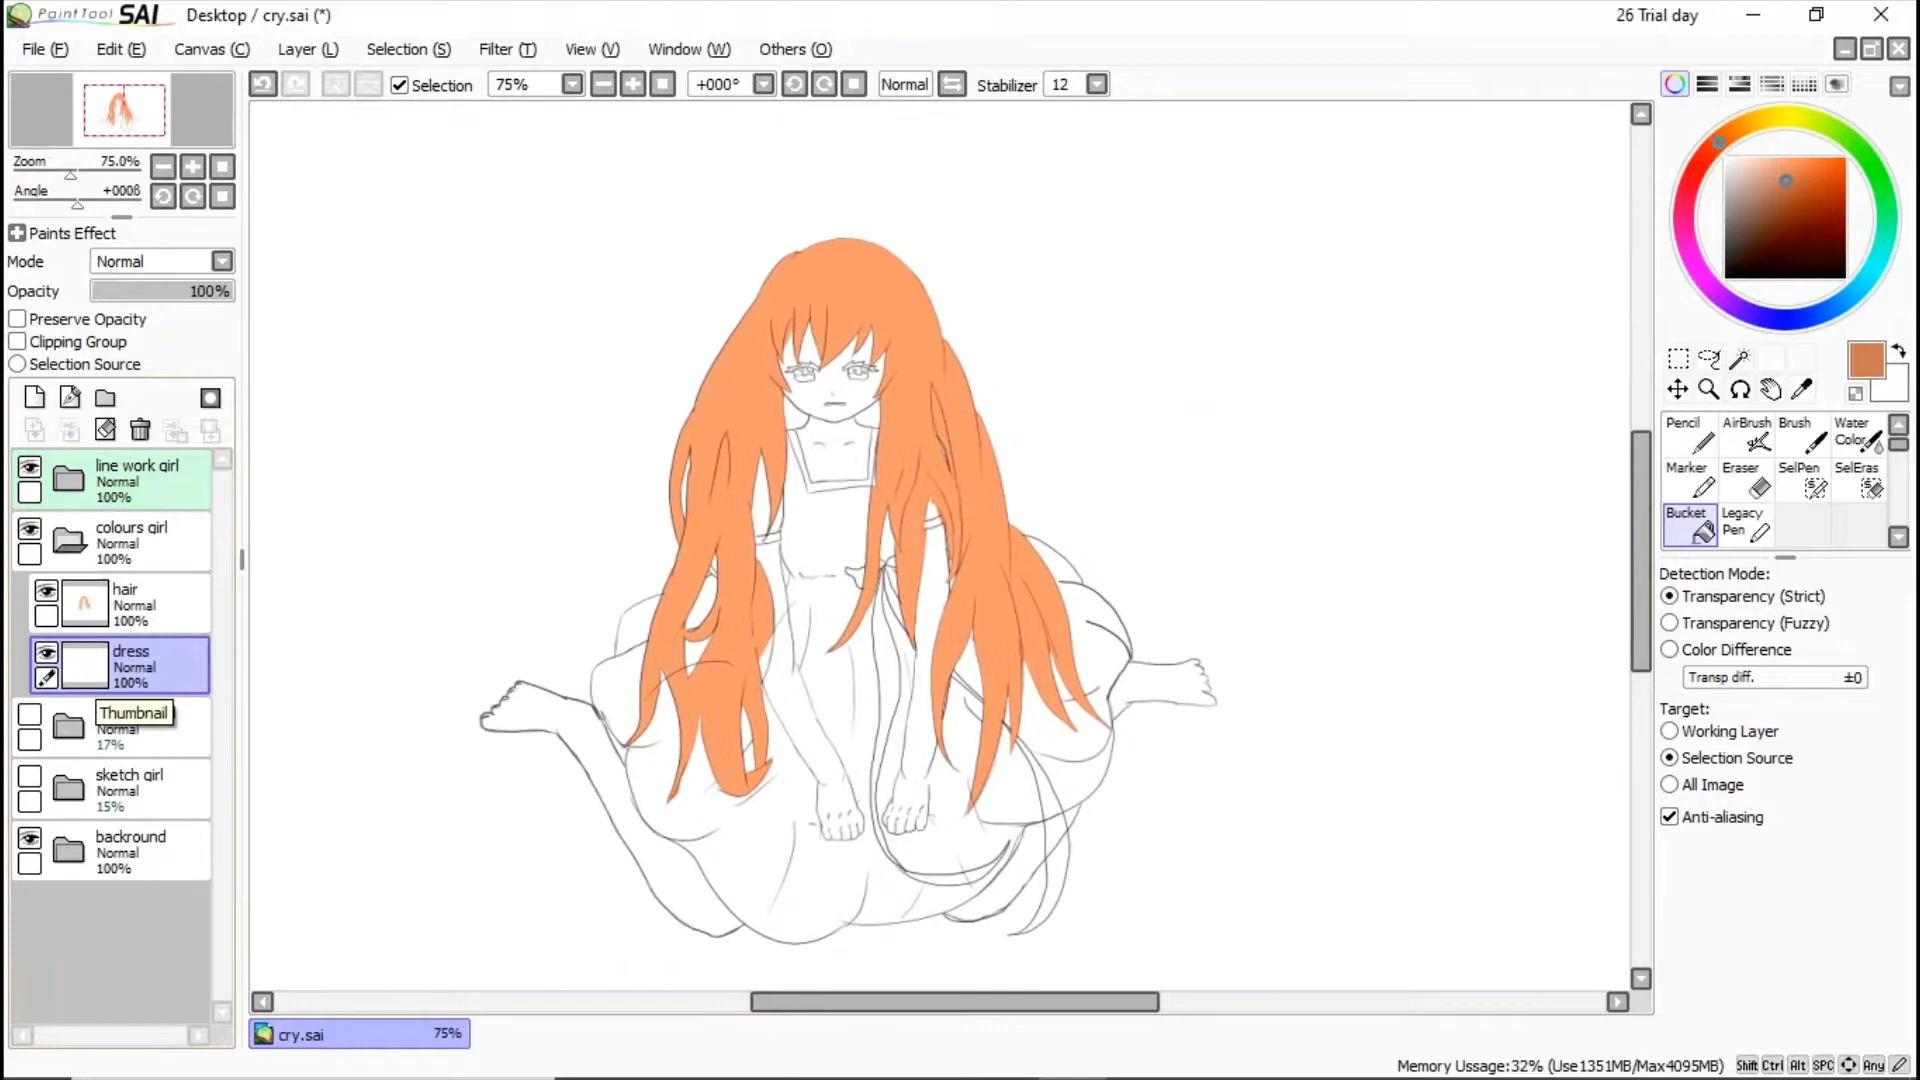 PaintTool SAI Desktop / cry.sai (*) 26 Trial day
File (F) Edit (E) Canvas (C) Layer (L) Selection (S) Filter (T) View (V) Window (W) Others (O)
Selection 75% +000° Normal Stabilizer 12
Zoom 75.0%
Angle +000ß
Paints Effect
Mode Normal
Opacity 100%
Preserve Opacity
Clipping Group
Selection Source
line work girl
Normal
100%
colours girl
Normal
100%
hair
Normal
100%
dress
Normal
100%
Thumbnail
Normal
17%
sketch girl
Normal
15%
backround
Normal
100%
cry.sai 75%
Pencil AirBrush Brush Water
Color
Marker Eraser SelPen SelEras
Bucket Legacy
Pen
Detection Mode:
Transparency (Strict)
Transparency (Fuzzy)
Color Difference
Transp diff. ±0
Target:
Working Layer
Selection Source
All Image
Anti-aliasing
Memory Ussage:32% (Use1351MB/Max4095MB) Shift Ctrl Alt SPC Any